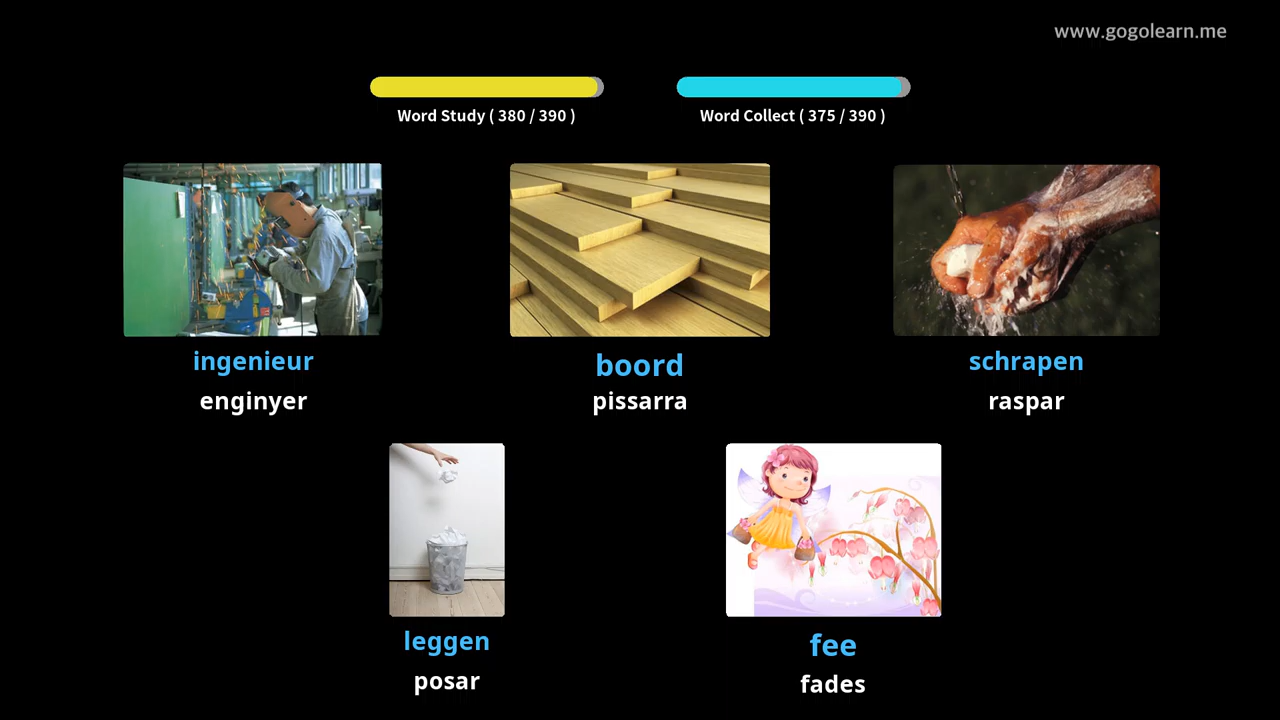 www.gogolearn.me
Word Study ( 380 / 390 )
Word Collect ( 375 / 390 )
ingenieur
enginyer
boord
pissarra
schrapen
raspar
leggen
posar
fee
fades